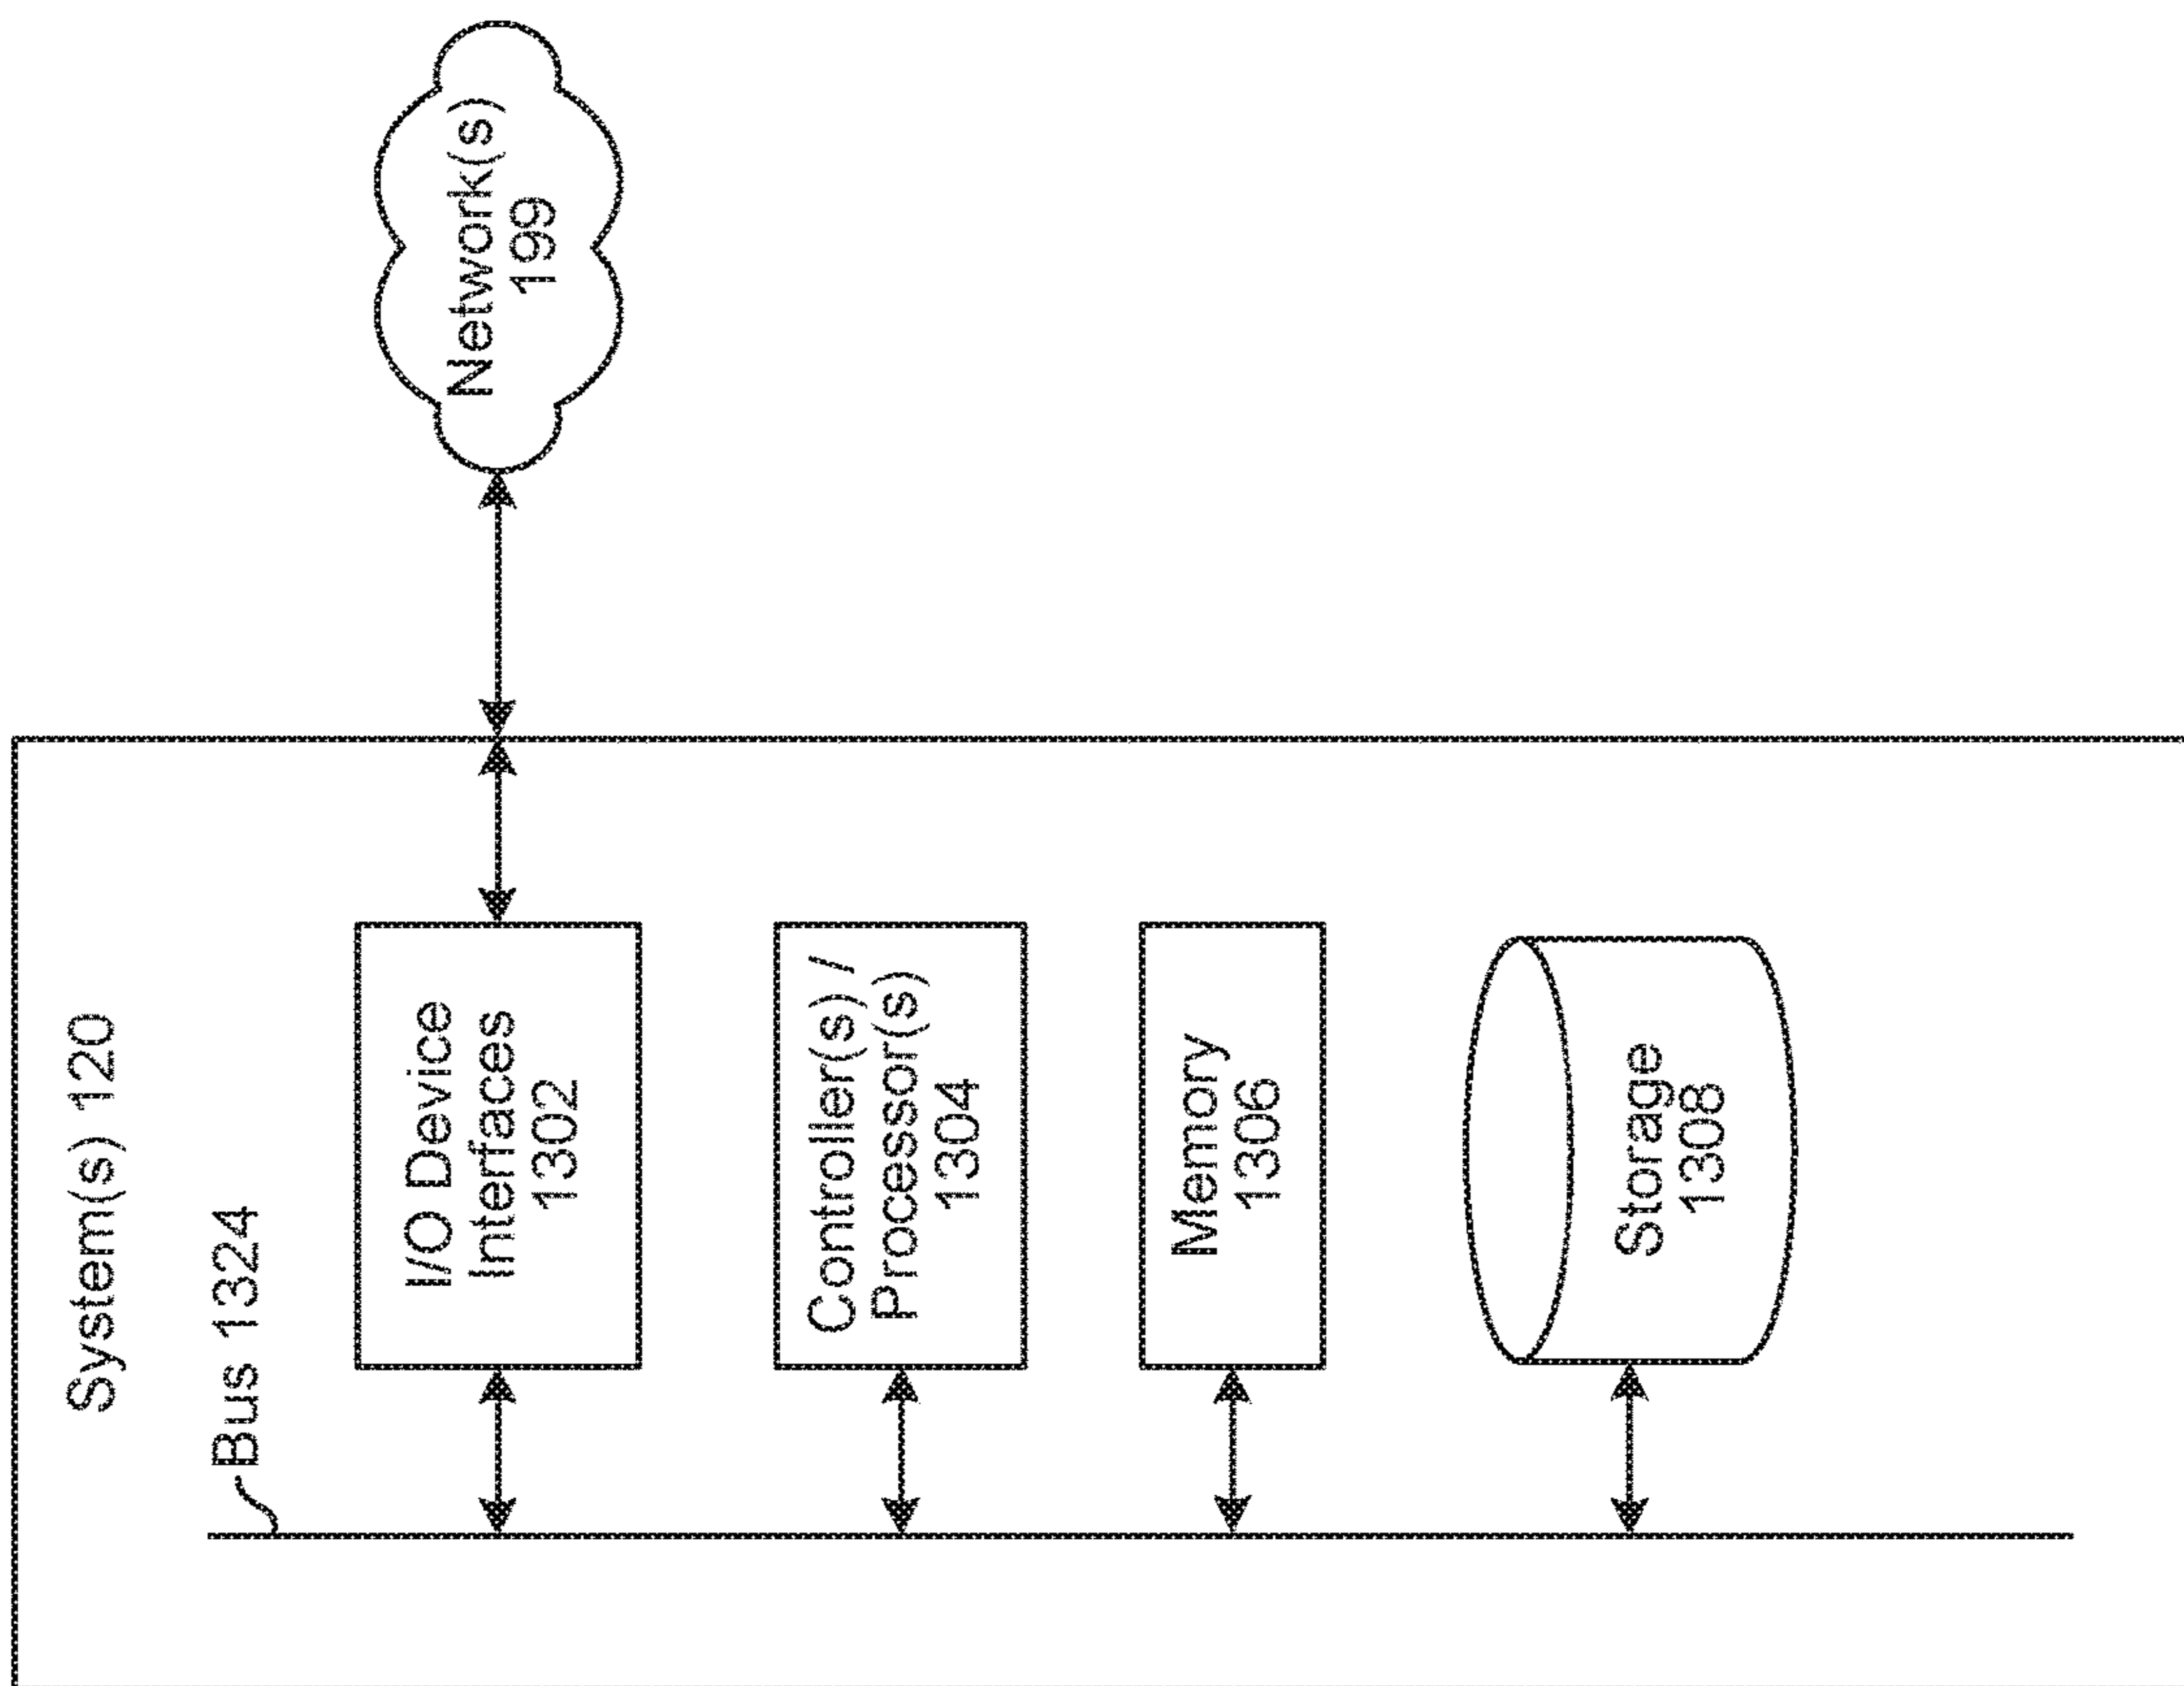 System(s) 120
Bus 1324
I/O Device
Interfaces
1302
Network(s)
199
Controller(s) /
Processor(s)
1304
Memory
1306
Storage
1308